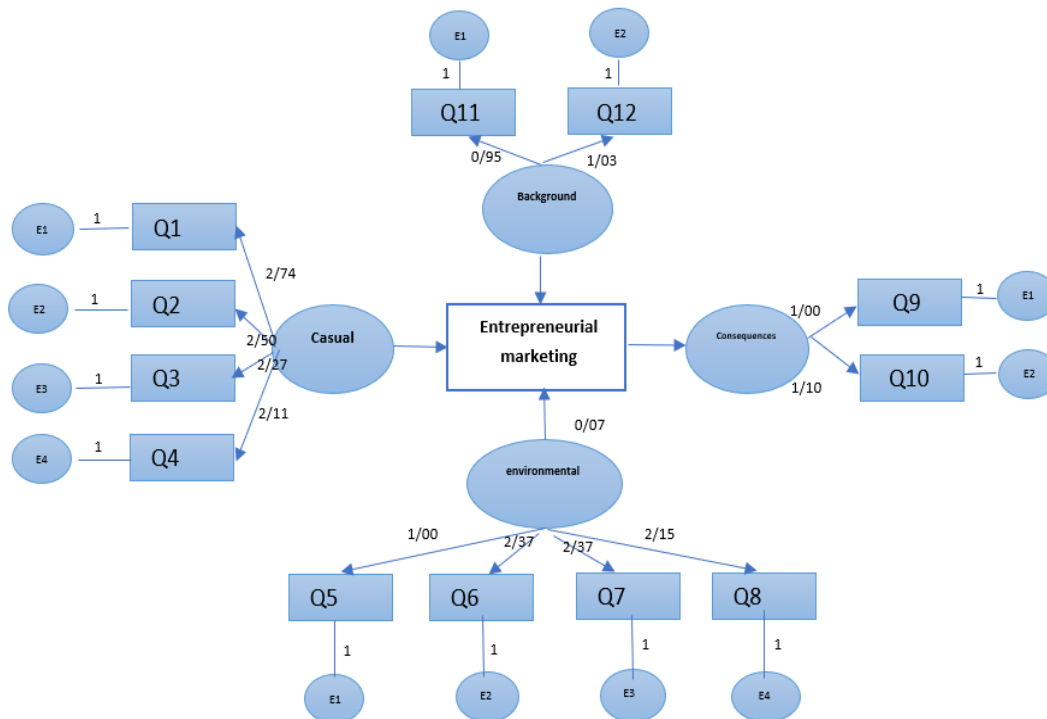 E1
E2
1
1
Q11
Q12
0/95
1/03
Background
E1
1
Q1
2/74
E2
1
Q2
2/50
Casual
E3
1
Q3
2/27
E4
1
Q4
2/11
Entrepreneurial
marketing
Consequences
1/00
Q9
1
E1
1/10
Q10
1
E2
0/07
environmental
1/00
2/37
2/37
2/15
Q5
Q6
Q7
Q8
1
1
1
1
E1
E2
E3
E4